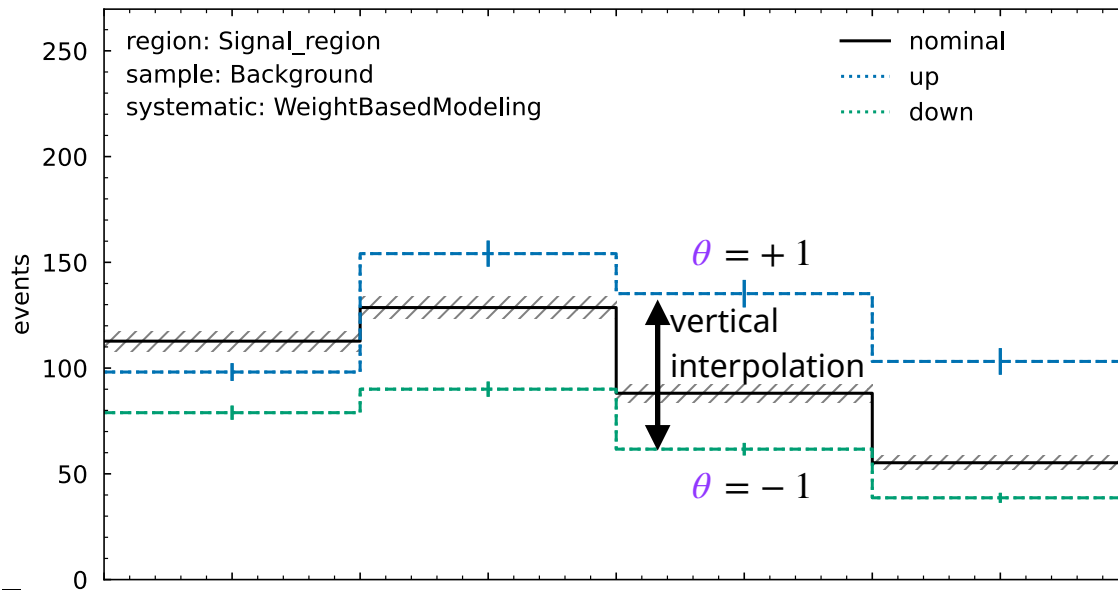 region: Signal_region
sample: Background
systematic: WeightBasedModeling
nominal
up
down
events
250
200
150
100
50
0
θ = + 1
vertical
interpolation
θ = − 1